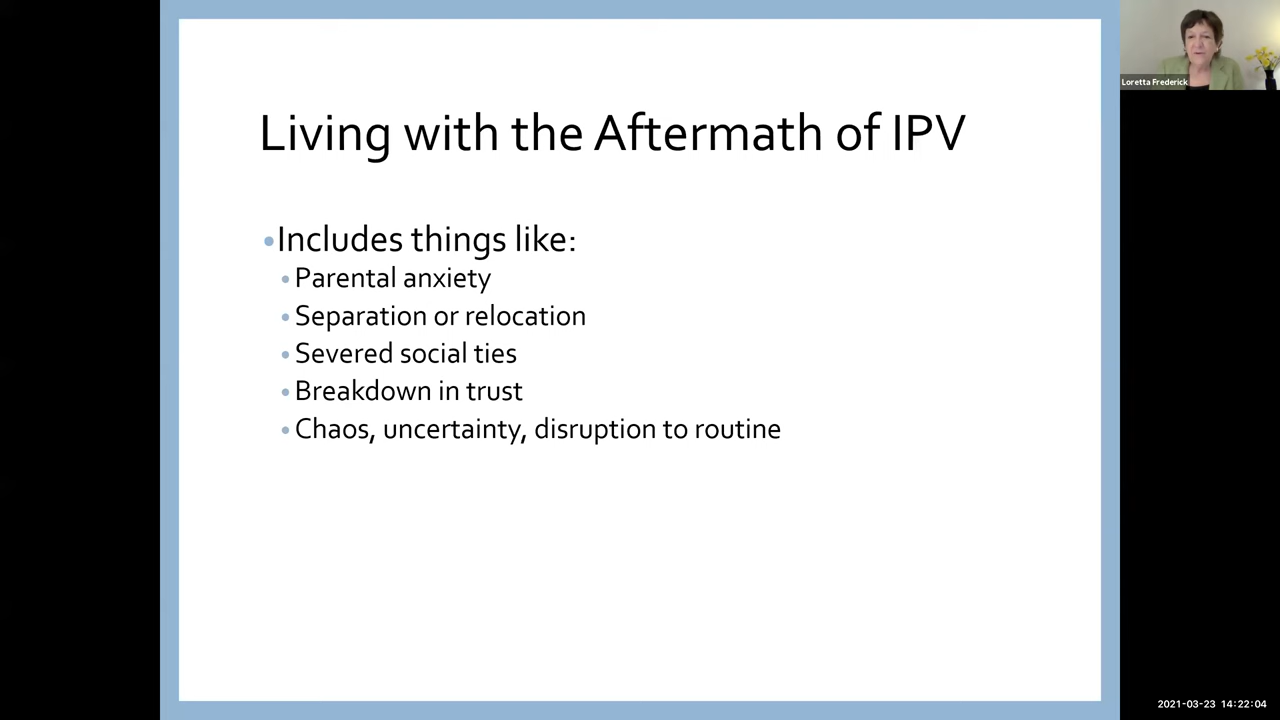 Living with the Aftermath of IPV
•Includes things like:
•Parental anxiety
•Separation or relocation
•Severed social ties
•Breakdown in trust
•Chaos, uncertainty, disruption to routine
Loretta Frederick
2021-03-23 14:22:04